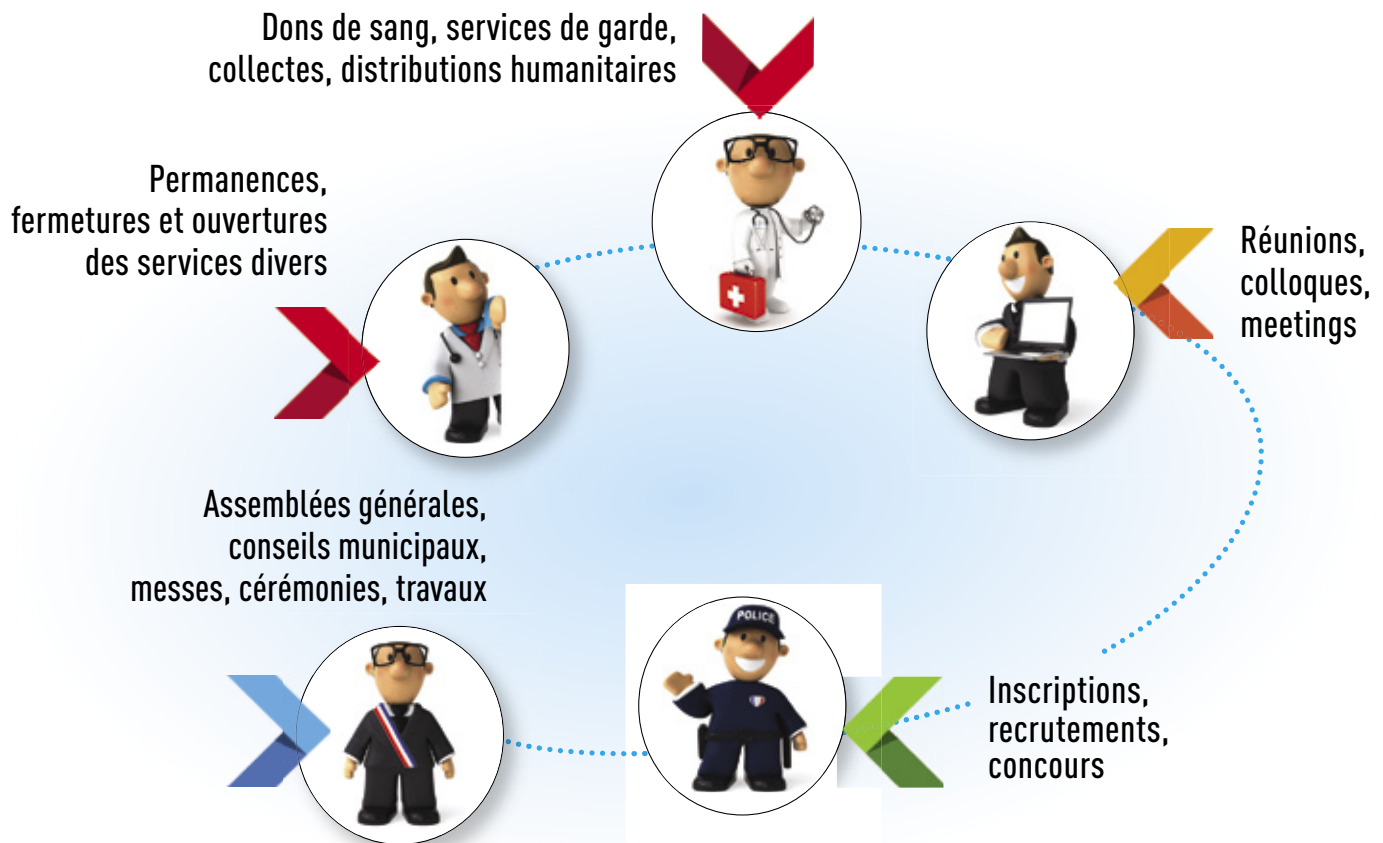 Dons de sang, services de garde,
collectes, distributions humanitaires
Permanences,
fermetures et ouvertures
des services divers
Réunions,
colloques,
meetings
Assemblées générales,
conseils municipaux,
messes, cérémonies, travaux
POLICE
Inscriptions,
recrutements,
concours